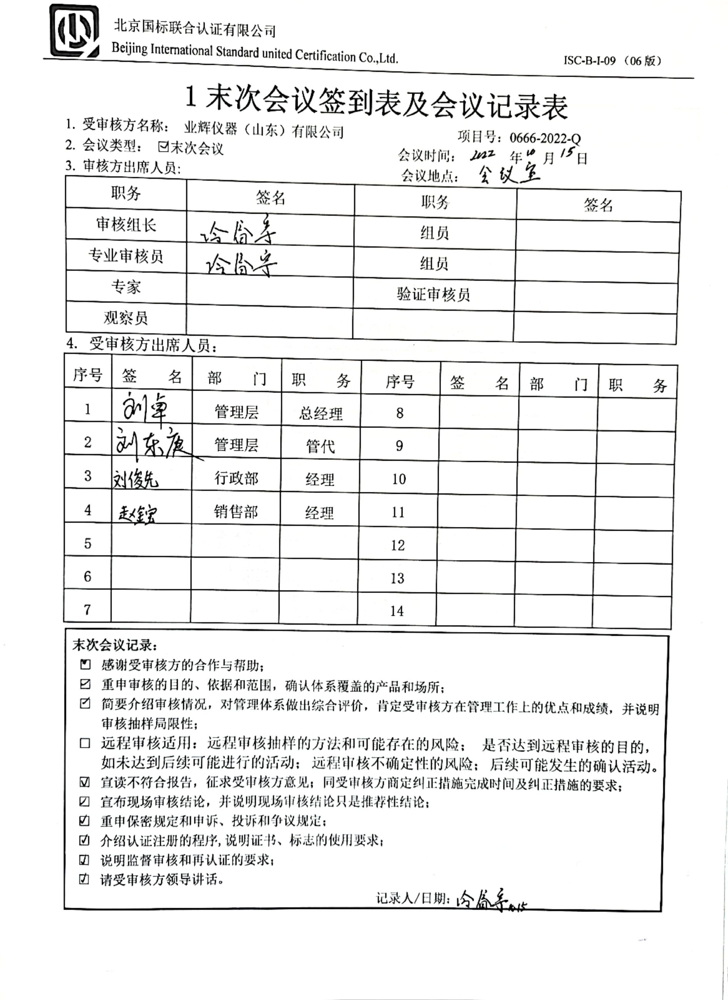 北京国标联合认证有限公司
Beijing International Standard united Certification Co.,Ltd.
ISC-B-I-09 （06 版）
1 末次会议签到表及会议记录表
1. 受审核方名称： 业辉仪器（山东）有限公司 项目号：0666-2022-Q
2. 会议类型： ☑末次会议 会议时间： 2022 年 10 月 15 日
3. 审核方出席人员: 会议地点： 会议室
职务 签名 职务 签名
审核组长 组员
专业审核员 组员
专家 验证审核员
观察员
4. 受审核方出席人员：
序号 签 名 部 门 职 务 序号 签 名 部 门 职 务
1 刘卓 管理层 总经理 8
2 刘东 管理层 管代 9
3 刘俊先 行政部 经理 10
4 赵金宝 销售部 经理 11
5 12
6 13
7 14
末次会议记录：
☑ 感谢受审核方的合作与帮助；
☑ 重申审核的目的、依据和范围，确认体系覆盖的产品和场所；
☑ 简要介绍审核情况，对管理体系做出综合评价，肯定受审核方在管理工作上的优点和成绩，并说明
审核抽样局限性；
☐ 远程审核适用：远程审核抽样的方法和可能存在的风险； 是否达到远程审核的目的，
如未达到后续可能进行的活动；远程审核不确定性的风险；后续可能发生的确认活动。
☑ 宣读不符合报告，征求受审核方意见；同受审核方商定纠正措施完成时间及纠正措施的要求；
☑ 宣布现场审核结论，并说明现场审核结论只是推荐性结论；
☑ 重申保密规定和申诉、投诉和争议规定；
☑ 介绍认证注册的程序, 说明证书、标志的使用要求；
☑ 说明监督审核和再认证的要求；
☑ 请受审核方领导讲话。
记录人/日期: 10.15